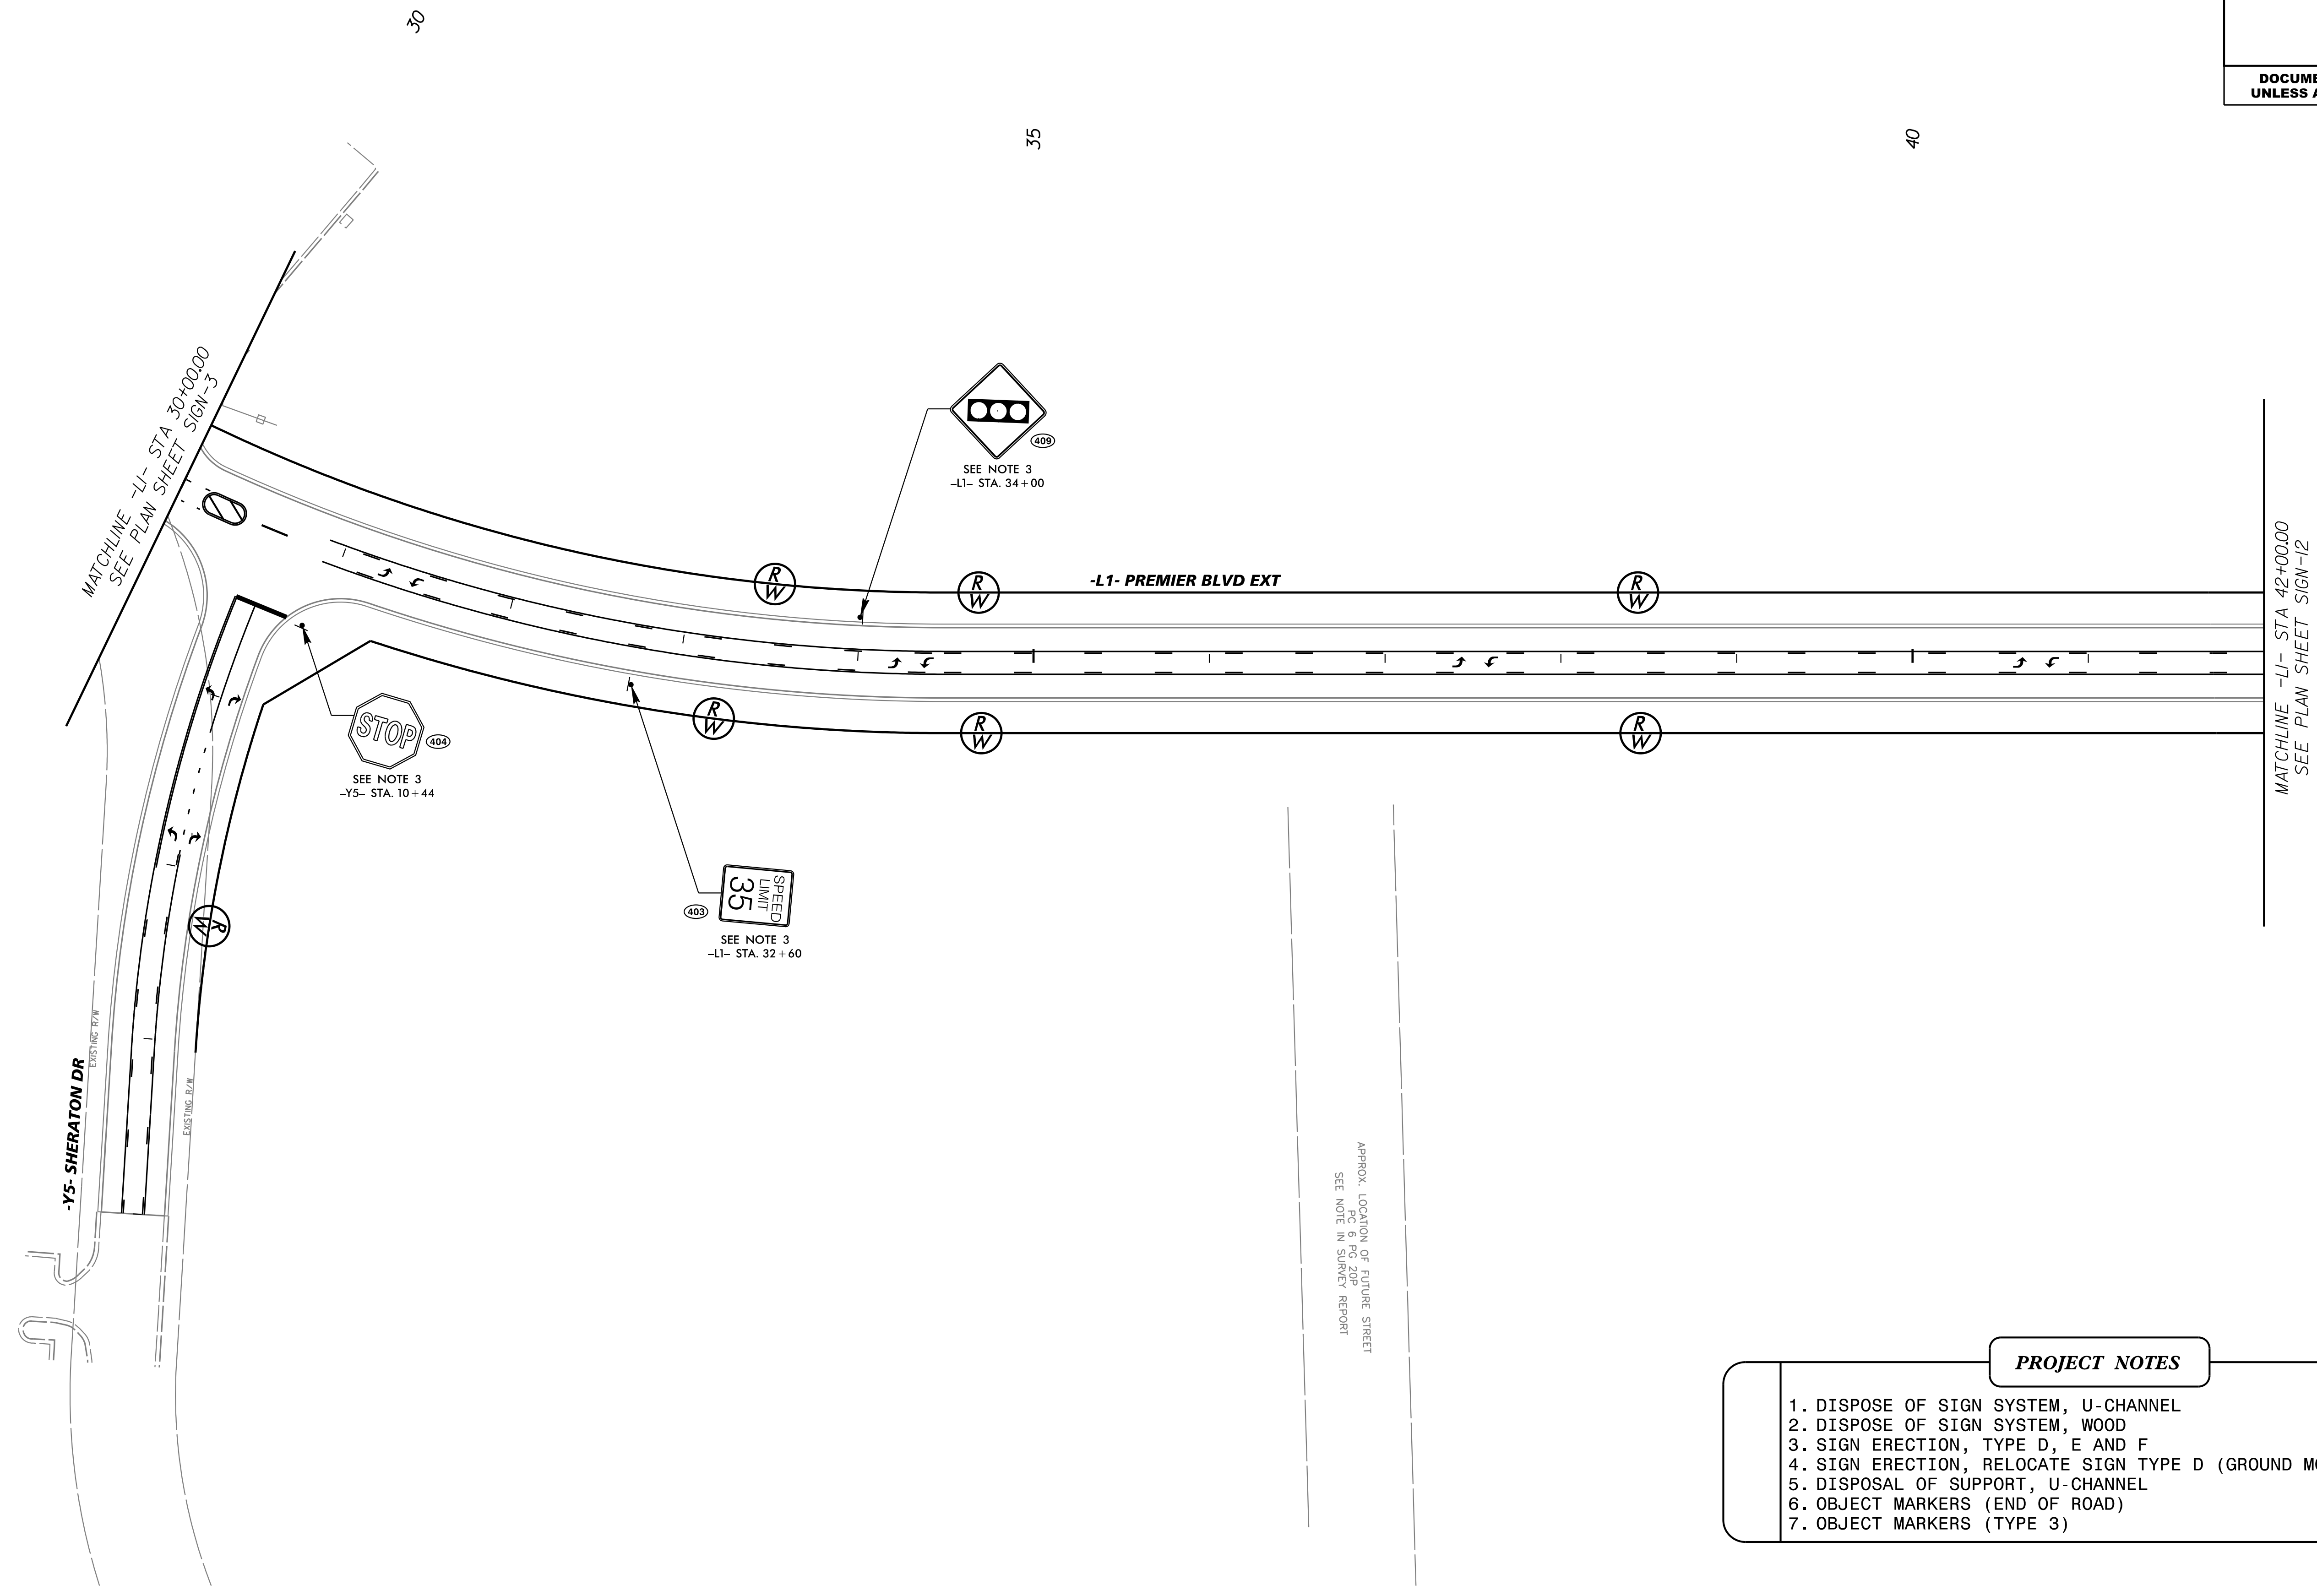 30
DOCUME
UNLESS A
35
40
MATCHLINE -L1- STA 30+00.00
SEE PLAN SHEET SIGN-3
409
SEE NOTE 3
-L1- STA. 34+00
R
W
R
W
-L1- PREMIER BLVD EXT
R
W
MATCHLINE -L1- STA 42+00.00
SEE PLAN SHEET SIGN-12
STOP
404
SEE NOTE 3
-Y5- STA. 10+44
R
W
R
W
R
W
SPEED
LIMIT
35
403
SEE NOTE 3
-L1- STA. 32+60
R
W
-Y5- SHERATON DR
EXISTING R/W
EXISTING R/W
APPROX. LOCATION OF FUTURE STREET
PC 6 PG 20P
SEE NOTE IN SURVEY REPORT
PROJECT NOTES
1. DISPOSE OF SIGN SYSTEM, U-CHANNEL
2. DISPOSE OF SIGN SYSTEM, WOOD
3. SIGN ERECTION, TYPE D, E AND F
4. SIGN ERECTION, RELOCATE SIGN TYPE D (GROUND MO
5. DISPOSAL OF SUPPORT, U-CHANNEL
6. OBJECT MARKERS (END OF ROAD)
7. OBJECT MARKERS (TYPE 3)